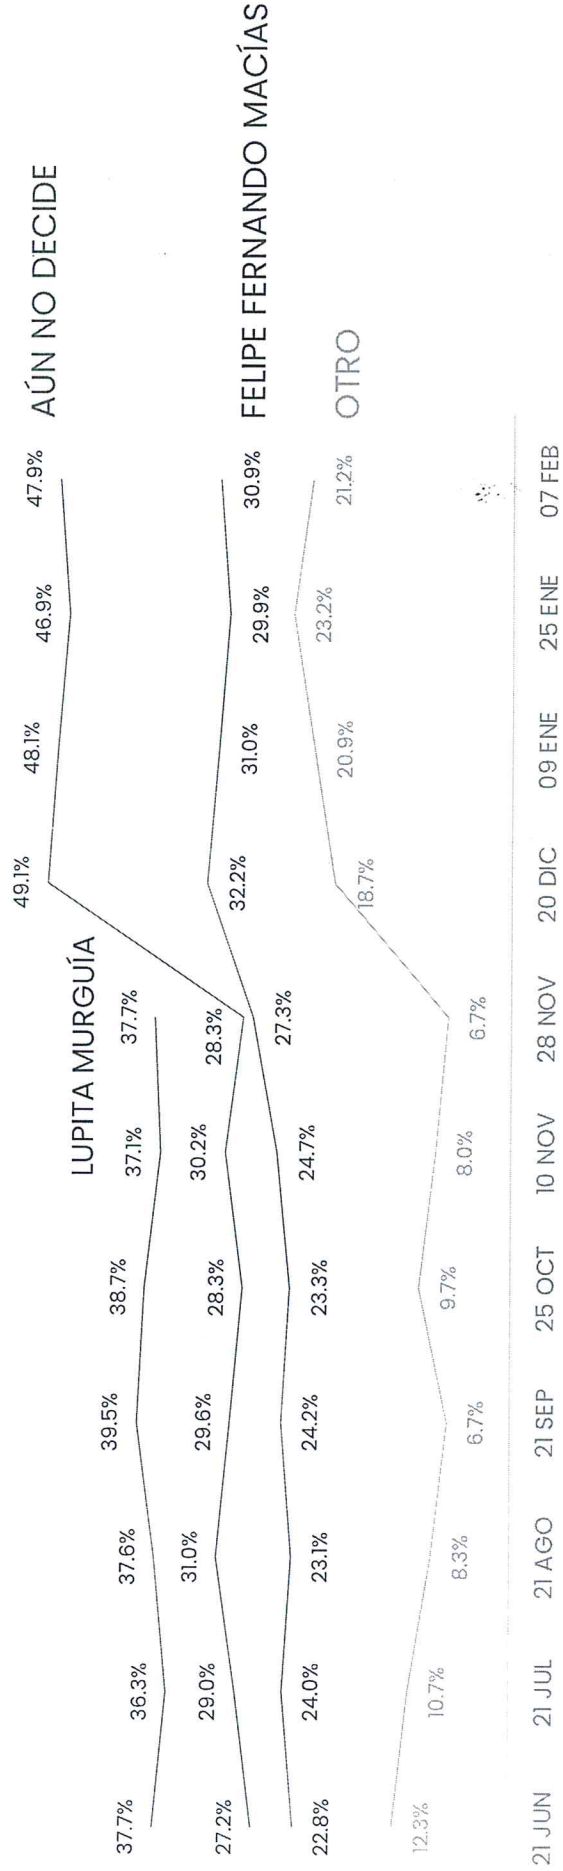 AÚN NO DECIDE
FELIPE FERNANDO MACÍAS
OTRO
LUPITA MURGUÍA
37.7% 36.3% 37.6% 39.5% 38.7% 37.1% 37.7%
27.2% 29.0% 31.0% 29.6% 28.3% 30.2% 28.3% 49.1% 48.1% 46.9% 47.9%
22.8% 24.0% 23.1% 24.2% 23.3% 24.7% 27.3% 32.2% 31.0% 29.9% 30.9%
12.3% 10.7% 8.3% 6.7% 9.7% 8.0% 6.7% 18.7% 20.9% 23.2% 21.2%
21 JUN 21 JUL 21 AGO 21 SEP 25 OCT 10 NOV 28 NOV 20 DIC 09 ENE 25 ENE 07 FEB